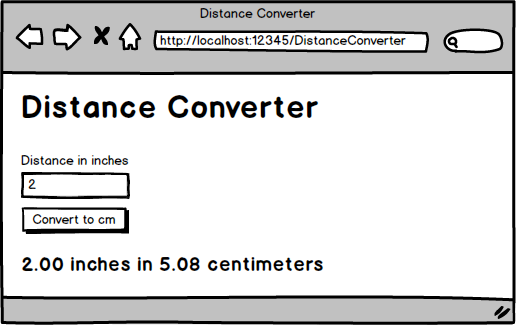 Distance Converter
http://localhost:12345/DistanceConverter
Distance Converter
Distance in inches
2
Convert to cm
2.00 inches in 5.08 centimeters